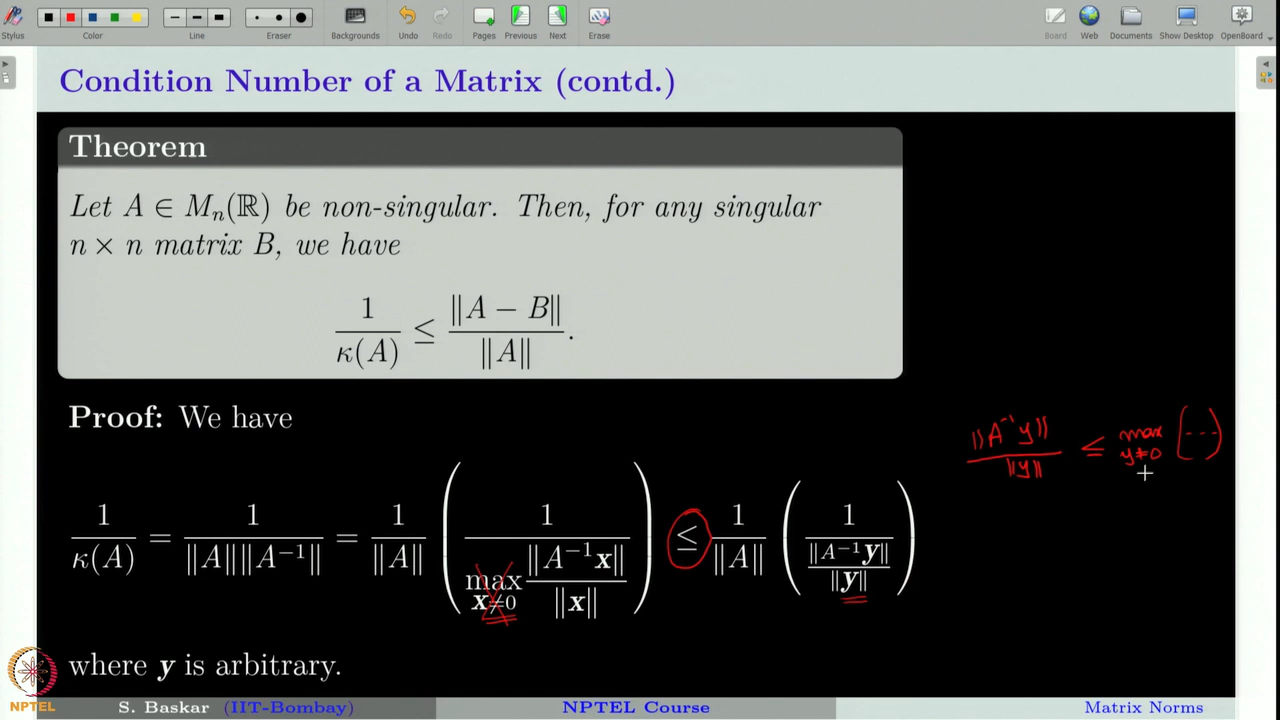 Stylus Color Line Eraser Backgrounds Undo Redo Pages Previous Next Erase Board Web Documents Show Desktop OpenBoard
Condition Number of a Matrix (contd.)
Theorem
Let A ∈ Mₙ(ℝ) be non-singular. Then, for any singular
n × n matrix B, we have
1/κ(A) ≤ ‖A − B‖/‖A‖.
Proof: We have
‖A⁻¹y‖/‖y‖ ≤ max y≠0 (---)
1/κ(A) = 1/(‖A‖‖A⁻¹‖) = 1/‖A‖ (1/(max x≠0 ‖A⁻¹x‖/‖x‖)) ≤ 1/‖A‖ (1/(‖A⁻¹y‖/‖y‖))
where y is arbitrary.
NPTEL
S. Baskar (IIT-Bombay) NPTEL Course Matrix Norms